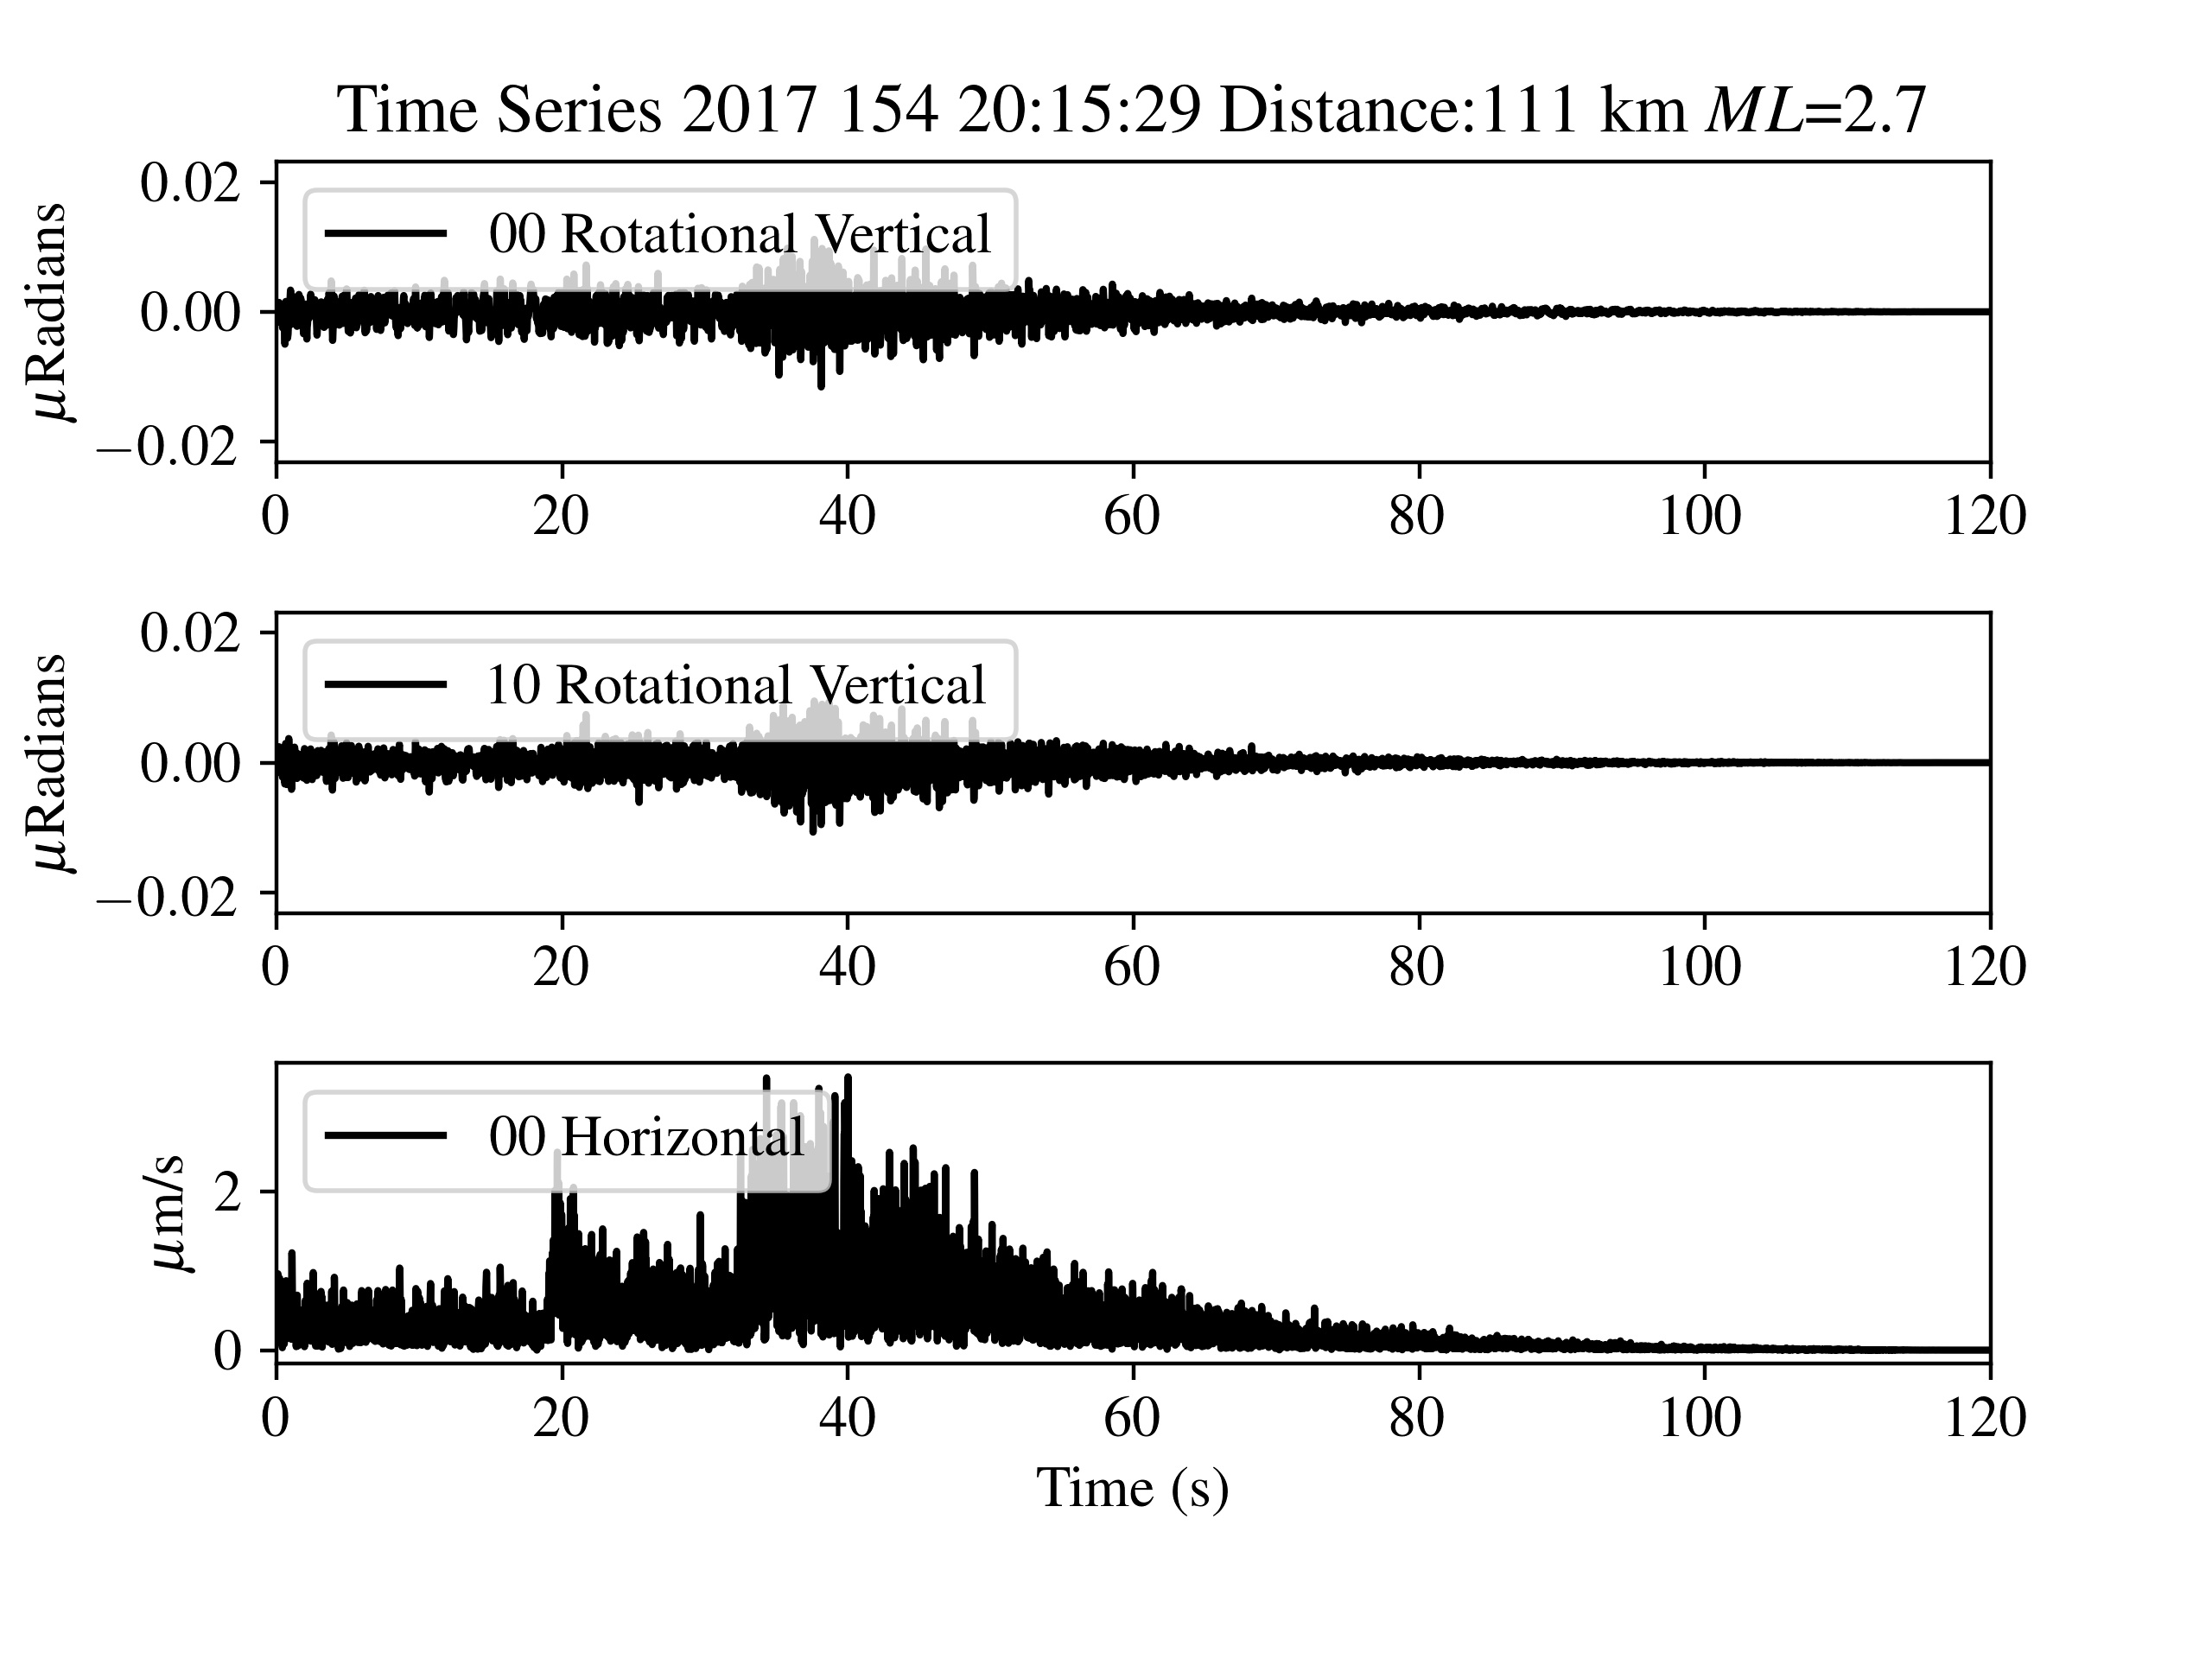 Time Series 2017 154 20:15:29 Distance:111 km ML=2.7
0.02
00 Rotational Vertical
0.00
−0.02
μRadians
0 20 40 60 80 100 120
0.02
10 Rotational Vertical
0.00
−0.02
μRadians
0 20 40 60 80 100 120
00 Horizontal
2
0
μm/s
0 20 40 60 80 100 120
Time (s)